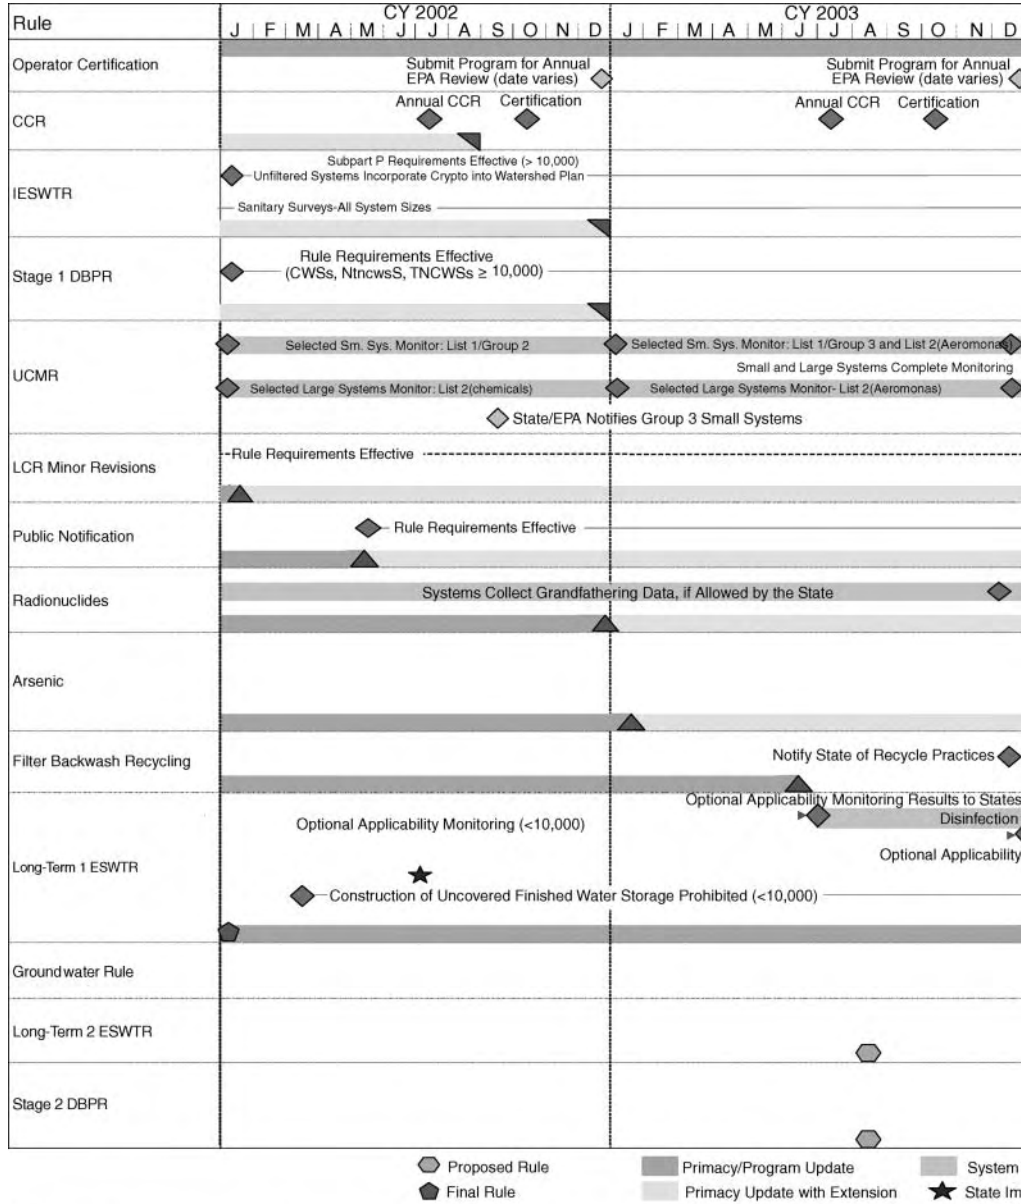 Rule
CY 2002
CY 2003
J F M A M J J A S O N D
J F M A M J J A S O N D
Operator Certification
Submit Program for Annual
EPA Review (date varies)
Submit Program for Annual
EPA Review (date varies)
CCR
Annual CCR
Certification
Annual CCR
Certification
IESWTR
Subpart P Requirements Effective (> 10,000)
Unfiltered Systems Incorporate Crypto into Watershed Plan
Sanitary Surveys-All System Sizes
Stage 1 DBPR
Rule Requirements Effective
(CWSs, NtncwsS, TNCWSs ≥ 10,000)
UCMR
Selected Sm. Sys. Monitor: List 1/Group 2
Selected Sm. Sys. Monitor: List 1/Group 3 and List 2(Aeromonas)
Small and Large Systems Complete Monitoring
Selected Large Systems Monitor: List 2(chemicals)
Selected Large Systems Monitor- List 2(Aeromonas)
State/EPA Notifies Group 3 Small Systems
LCR Minor Revisions
Rule Requirements Effective
Public Notification
Rule Requirements Effective
Radionuclides
Systems Collect Grandfathering Data, if Allowed by the State
Arsenic
Filter Backwash Recycling
Notify State of Recycle Practices
Long-Term 1 ESWTR
Optional Applicability Monitoring Results to States
Optional Applicability Monitoring (<10,000)
Disinfection
Optional Applicability
Construction of Uncovered Finished Water Storage Prohibited (<10,000)
Groundwater Rule
Long-Term 2 ESWTR
Stage 2 DBPR
Proposed Rule
Primacy/Program Update
System
Final Rule
Primacy Update with Extension
State Im